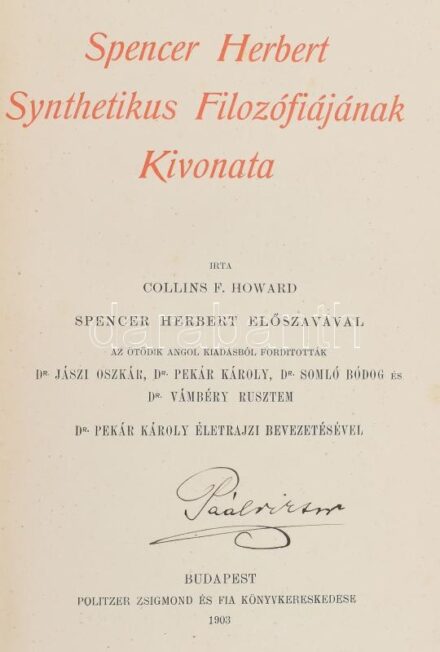 Spencer Herbert
Synthetikus Filozófiájának
Kivonata
IRTA
COLLINS F. HOWARD
SPENCER HERBERT ELŐSZAVÁVAL
AZ ÖTÖDIK ANGOL KIADÁSBÓL FORDITOTTÁK
Dr. JÁSZI OSZKÁR, Dr. PEKÁR KÁROLY, Dr. SOMLÓ BÓDOG ÉS
Dr. VÁMBÉRY RUSZTEM
Dr. PEKÁR KÁROLY ÉLETRAJZI BEVEZETÉSÉVEL
BUDAPEST
POLITZER ZSIGMOND ÉS FIA KÖNYVKERESKEDESE
1903